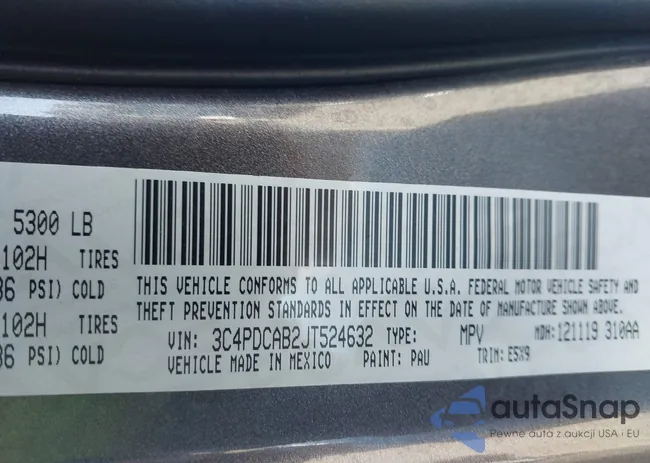 5300 LB
102H TIRES
36 PSI) COLD
102H TIRES
36 PSI) COLD
THIS VEHICLE CONFORMS TO ALL APPLICABLE U.S.A. FEDERAL MOTOR VEHICLE SAFETY AND
THEFT PREVENTION STANDARDS IN EFFECT ON THE DATE OF MANUFACTURE SHOWN ABOVE.
VIN: 3C4PDCAB2JT524632 TYPE: MPV MDH: 121119 310AA
VEHICLE MADE IN MEXICO PAINT: PAU TRIM: E5X9
autaSnap
Pewne auta z aukcji USA · EU